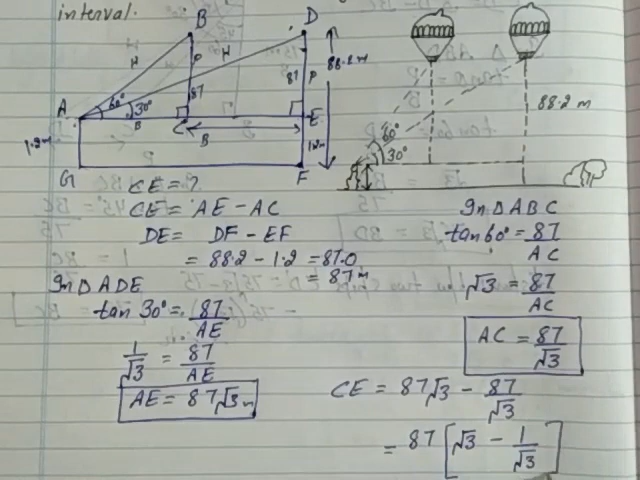 interval.
B
D
H
H
P
88.2 m
87
P
87
A
60°
30°
B
C
E
B
1.2m
1.2m
G
F
88.2 m
60°
30°
CE = ?
CE = AE - AC
DE = DF - EF
= 88.2 - 1.2 = 87.0
= 87 m
In Δ ADE
tan 30° = 87/AE
1/√3 = 87/AE
AE = 87√3 m
In Δ ABC
tan 60° = 87/AC
√3 = 87/AC
AC = 87/√3
CE = 87√3 - 87/√3
= 87 [√3 - 1/√3]